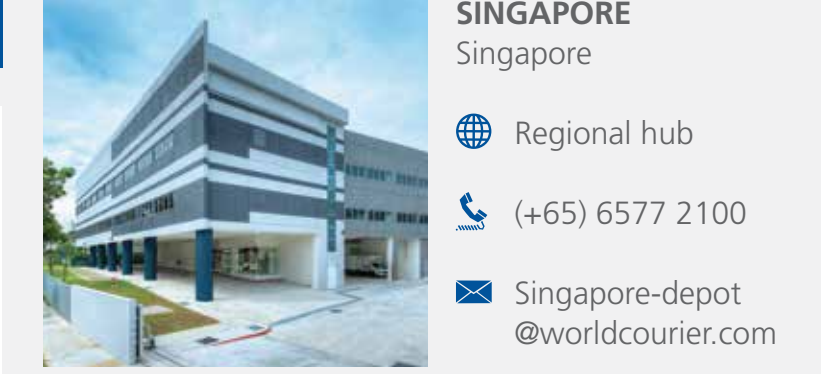 SINGAPORE
Singapore
Regional hub
(+65) 6577 2100
Singapore-depot
@worldcourier.com